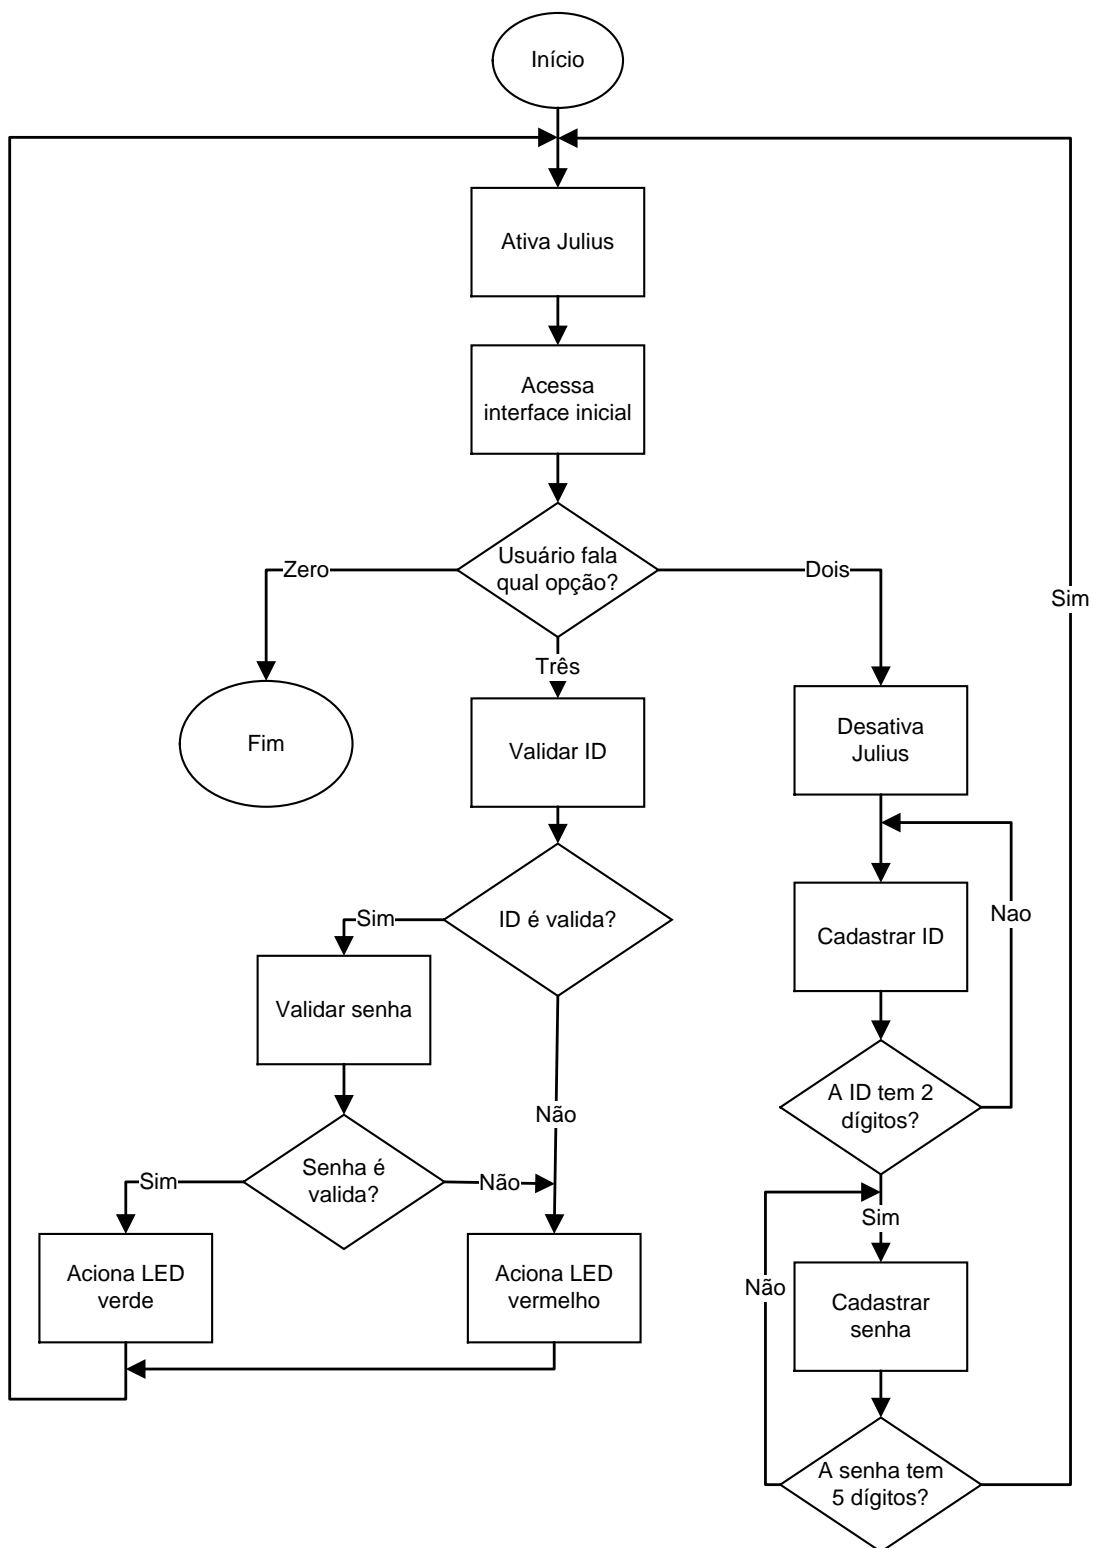 Início
Ativa Julius
Acessa
interface inicial
Usuário fala
qual opção?
Zero
Dois
Sim
Três
Fim
Validar ID
Desativa
Julius
ID é valida?
Sim
Nao
Cadastrar ID
Validar senha
A ID tem 2
dígitos?
Não
Senha é
valida?
Sim
Não
Sim
Aciona LED
verde
Aciona LED
vermelho
Não
Cadastrar
senha
A senha tem
5 dígitos?